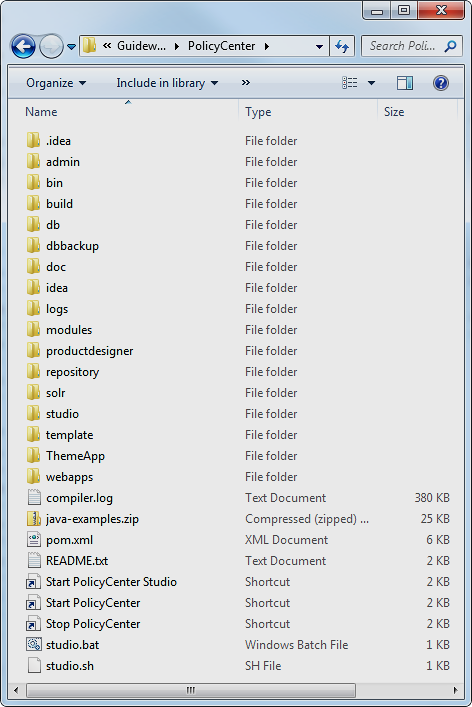 « Guidew... ▸ PolicyCenter ▸ Search Poli...
Organize Include in library »
Name Type Size
.idea File folder
admin File folder
bin File folder
build File folder
db File folder
dbbackup File folder
doc File folder
idea File folder
logs File folder
modules File folder
productdesigner File folder
repository File folder
solr File folder
studio File folder
template File folder
ThemeApp File folder
webapps File folder
compiler.log Text Document 380 KB
java-examples.zip Compressed (zipped) ... 25 KB
pom.xml XML Document 6 KB
README.txt Text Document 2 KB
Start PolicyCenter Studio Shortcut 2 KB
Start PolicyCenter Shortcut 2 KB
Stop PolicyCenter Shortcut 2 KB
studio.bat Windows Batch File 1 KB
studio.sh SH File 1 KB